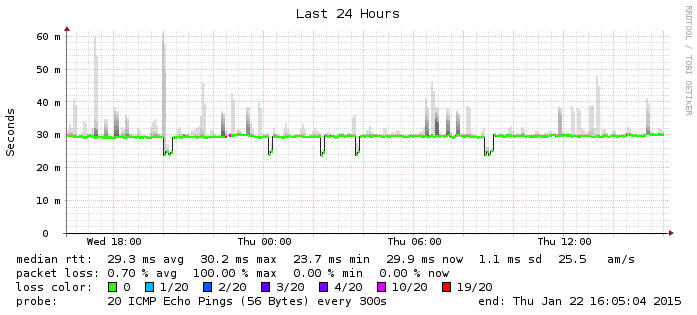 Last 24 Hours
RRDTOOL / TOBI OETIKER
Seconds
60 m
50 m
40 m
30 m
20 m
10 m
0
Wed 18:00 Thu 00:00 Thu 06:00 Thu 12:00
median rtt: 29.3 ms avg 30.2 ms max 23.7 ms min 29.9 ms now 1.1 ms sd 25.5 am/s
packet loss: 0.70 % avg 100.00 % max 0.00 % min 0.00 % now
loss color: 0 1/20 2/20 3/20 4/20 10/20 19/20
probe: 20 ICMP Echo Pings (56 Bytes) every 300s end: Thu Jan 22 16:05:04 2015